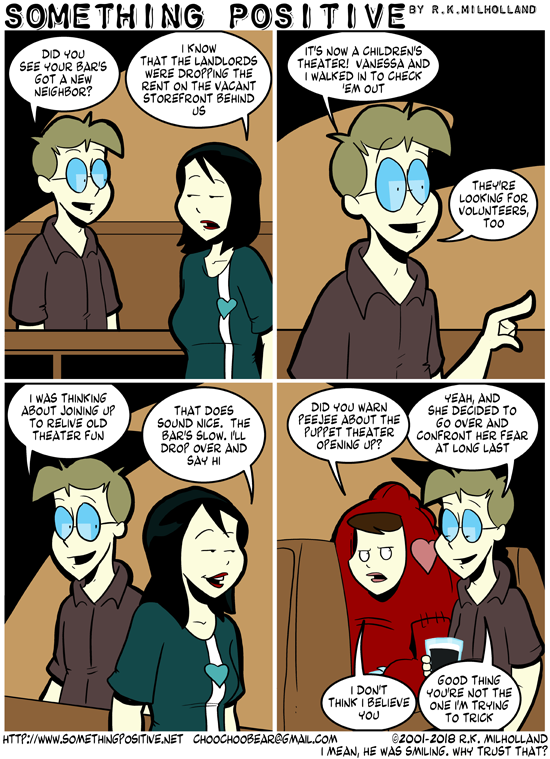 SOMETHING POSITIVE BY R.K.MILHOLLAND
DID YOU
SEE YOUR BAR'S
GOT A NEW
NEIGHBOR?
I KNOW
THAT THE LANDLORDS
WERE DROPPING THE
RENT ON THE VACANT
STOREFRONT BEHIND
US
IT'S NOW A CHILDREN'S
THEATER! VANESSA AND
I WALKED IN TO CHECK
'EM OUT
THEY'RE
LOOKING FOR
VOLUNTEERS,
TOO
I WAS THINKING
ABOUT JOINING UP
TO RELIVE OLD
THEATER FUN
THAT DOES
SOUND NICE. THE
BAR'S SLOW. I'LL
DROP OVER AND
SAY HI
DID YOU WARN
PEEJEE ABOUT THE
PUPPET THEATER
OPENING UP?
YEAH, AND
SHE DECIDED TO
GO OVER AND
CONFRONT HER FEAR
AT LONG LAST
I DON'T
THINK I BELIEVE
YOU
GOOD THING
YOU'RE NOT THE
ONE I'M TRYING
TO TRICK
HTTP://WWW.SOMETHINGPOSITIVE.NET CHOOCHOOBEAR@GMAIL.COM ©2001-2018 R.K. MILHOLLAND
I MEAN, HE WAS SMILING. WHY TRUST THAT?